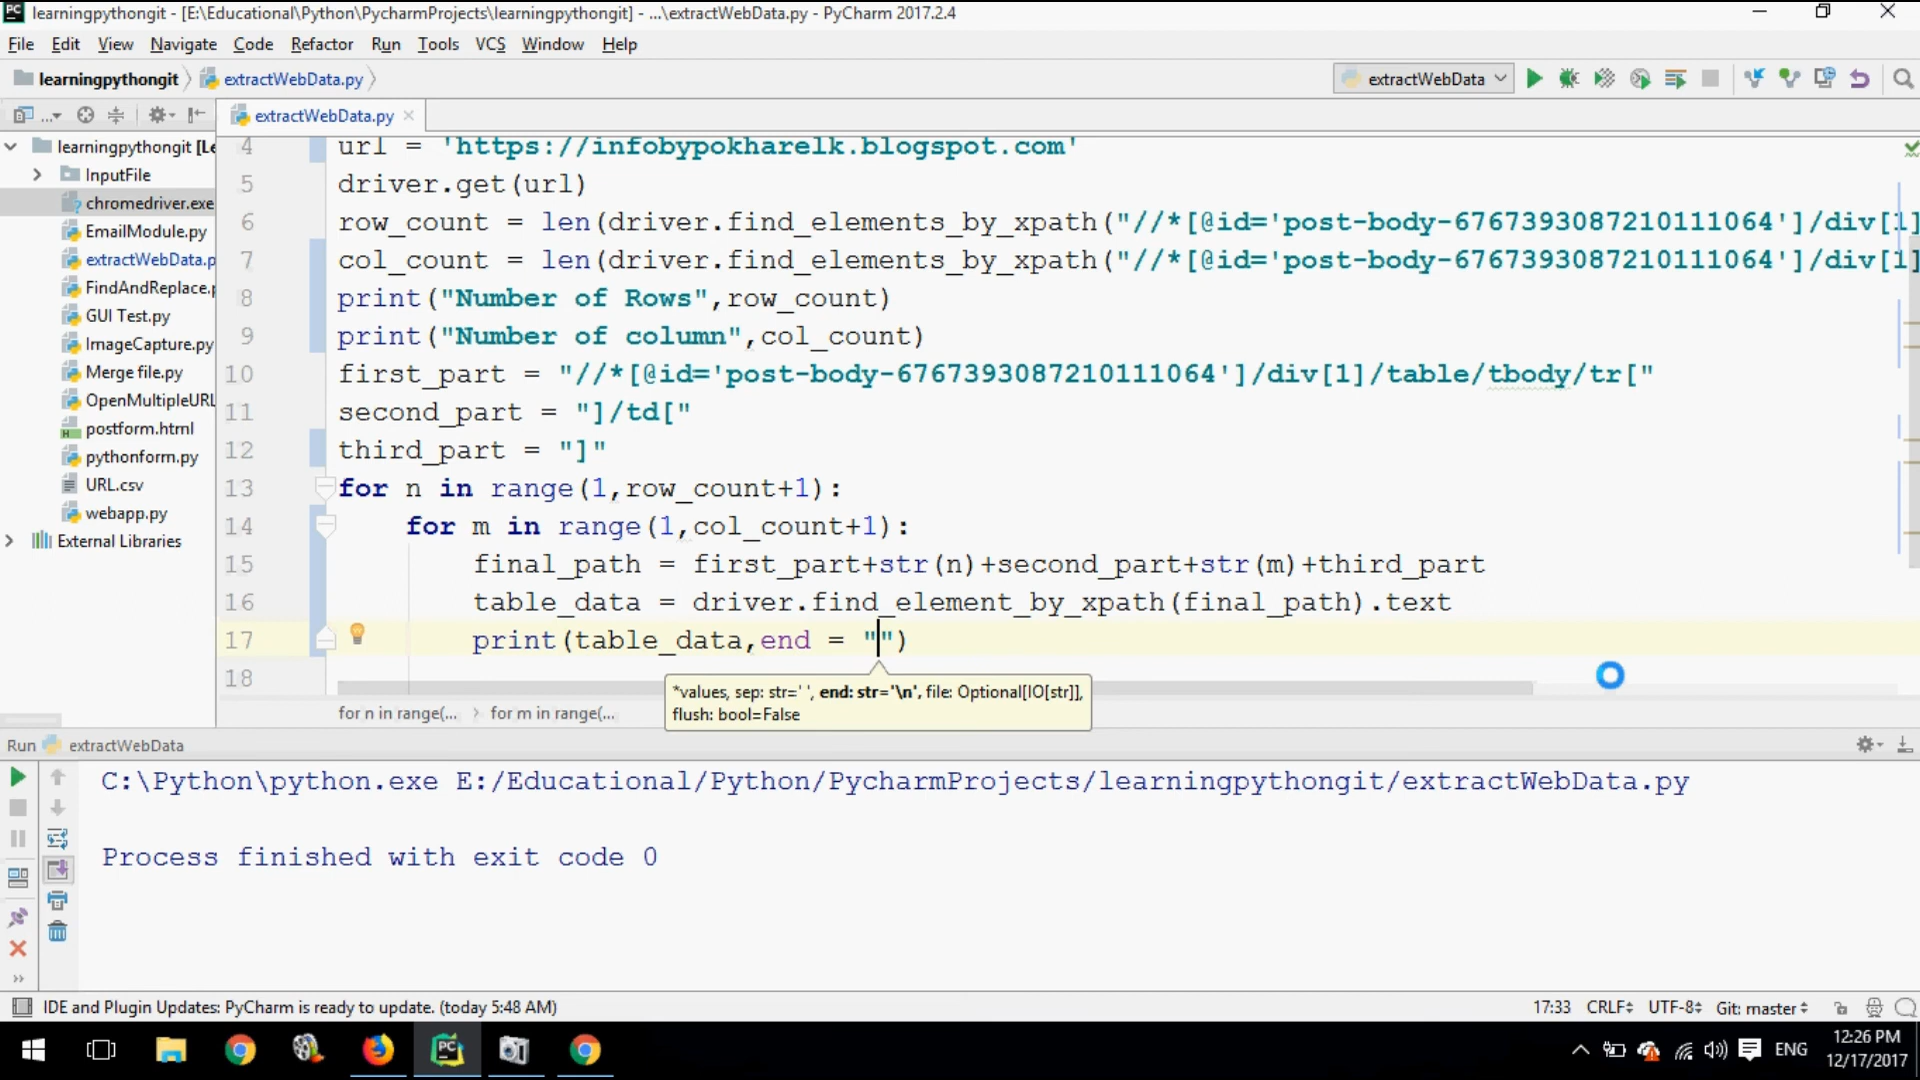 learningpythongit - [E:\Educational\Python\PycharmProjects\learningpythongit] - ...\extractWebData.py - PyCharm 2017.2.4
File Edit View Navigate Code Refactor Run Tools VCS Window Help
learningpythongit extractWebData.py extractWebData
... extractWebData.py
learningpythongit [Le
InputFile
chromedriver.exe
EmailModule.py
extractWebData.p
FindAndReplace.p
GUI Test.py
ImageCapture.py
Merge file.py
OpenMultipleURL
postform.html
pythonform.py
URL.csv
webapp.py
External Libraries
4 url = 'https://infobypokharelk.blogspot.com'
5 driver.get(url)
6 row_count = len(driver.find_elements_by_xpath("//*[@id='post-body-6767393087210111064']/div[1]
7 col_count = len(driver.find_elements_by_xpath("//*[@id='post-body-6767393087210111064']/div[1]
8 print("Number of Rows",row_count)
9 print("Number of column",col_count)
10 first_part = "//*[@id='post-body-6767393087210111064']/div[1]/table/tbody/tr["
11 second_part = "]/td["
12 third_part = "]"
13 for n in range(1,row_count+1):
14 for m in range(1,col_count+1):
15 final_path = first_part+str(n)+second_part+str(m)+third_part
16 table_data = driver.find_element_by_xpath(final_path).text
17 print(table_data,end = "")
18
*values, sep: str=' ', end: str='\n', file: Optional[IO[str]],
flush: bool=False
for n in range(... for m in range(...
Run extractWebData
C:\Python\python.exe E:/Educational/Python/PycharmProjects/learningpythongit/extractWebData.py
Process finished with exit code 0
IDE and Plugin Updates: PyCharm is ready to update. (today 5:48 AM) 17:33 CRLF UTF-8 Git: master
ENG 12:26 PM
12/17/2017